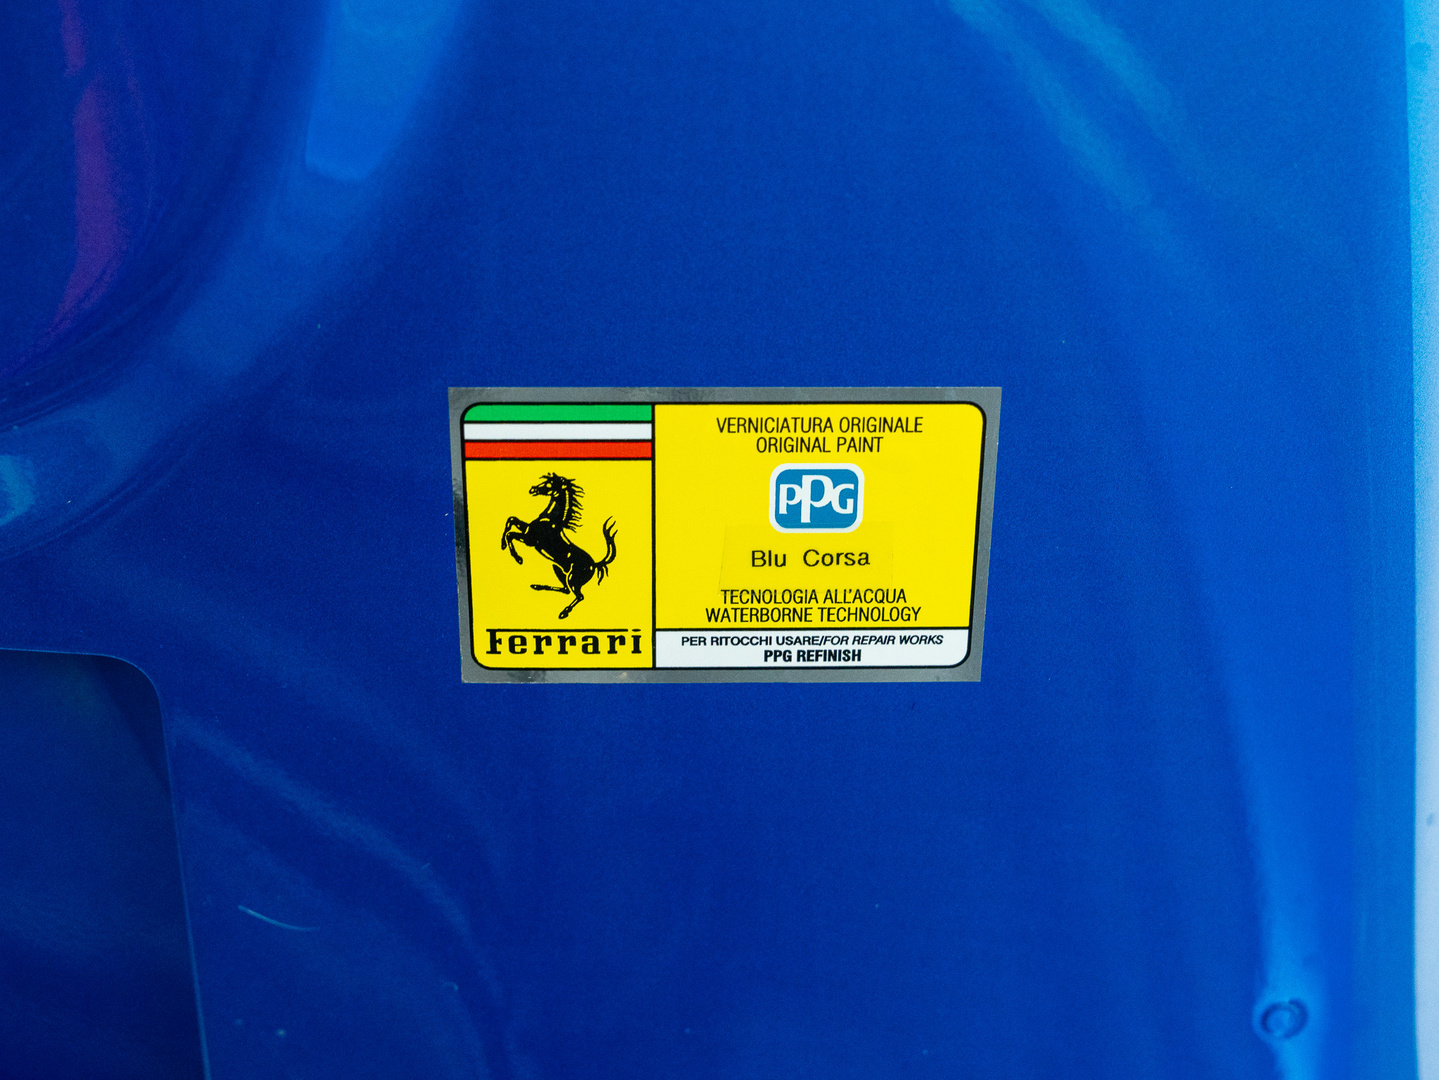 Ferrari
VERNICIATURA ORIGINALE
ORIGINAL PAINT
PPG
Blu Corsa
TECNOLOGIA ALL'ACQUA
WATERBORNE TECHNOLOGY
PER RITOCCHI USARE/FOR REPAIR WORKS
PPG REFINISH